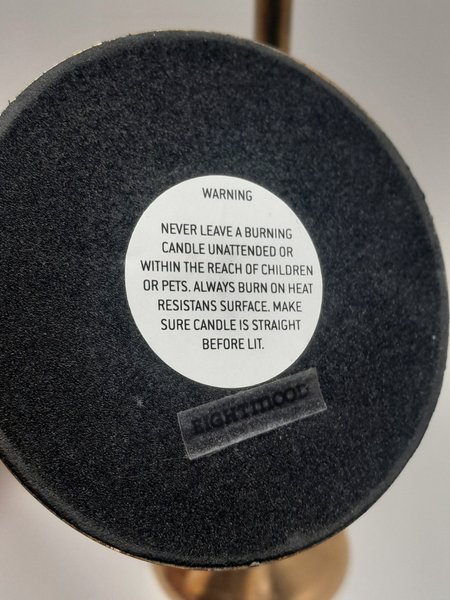 WARNING
NEVER LEAVE A BURNING
CANDLE UNATTENDED OR
WITHIN THE REACH OF CHILDREN
OR PETS. ALWAYS BURN ON HEAT
RESISTANS SURFACE. MAKE
SURE CANDLE IS STRAIGHT
BEFORE LIT.
EIGHTMOOD